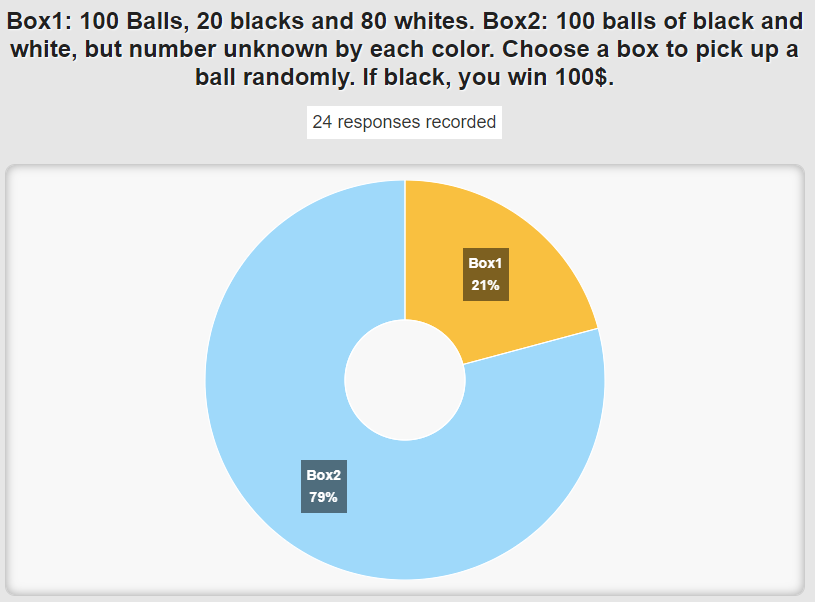 Box1: 100 Balls, 20 blacks and 80 whites. Box2: 100 balls of black and
white, but number unknown by each color. Choose a box to pick up a
ball randomly. If black, you win 100$.
24 responses recorded
Box1
21%
Box2
79%